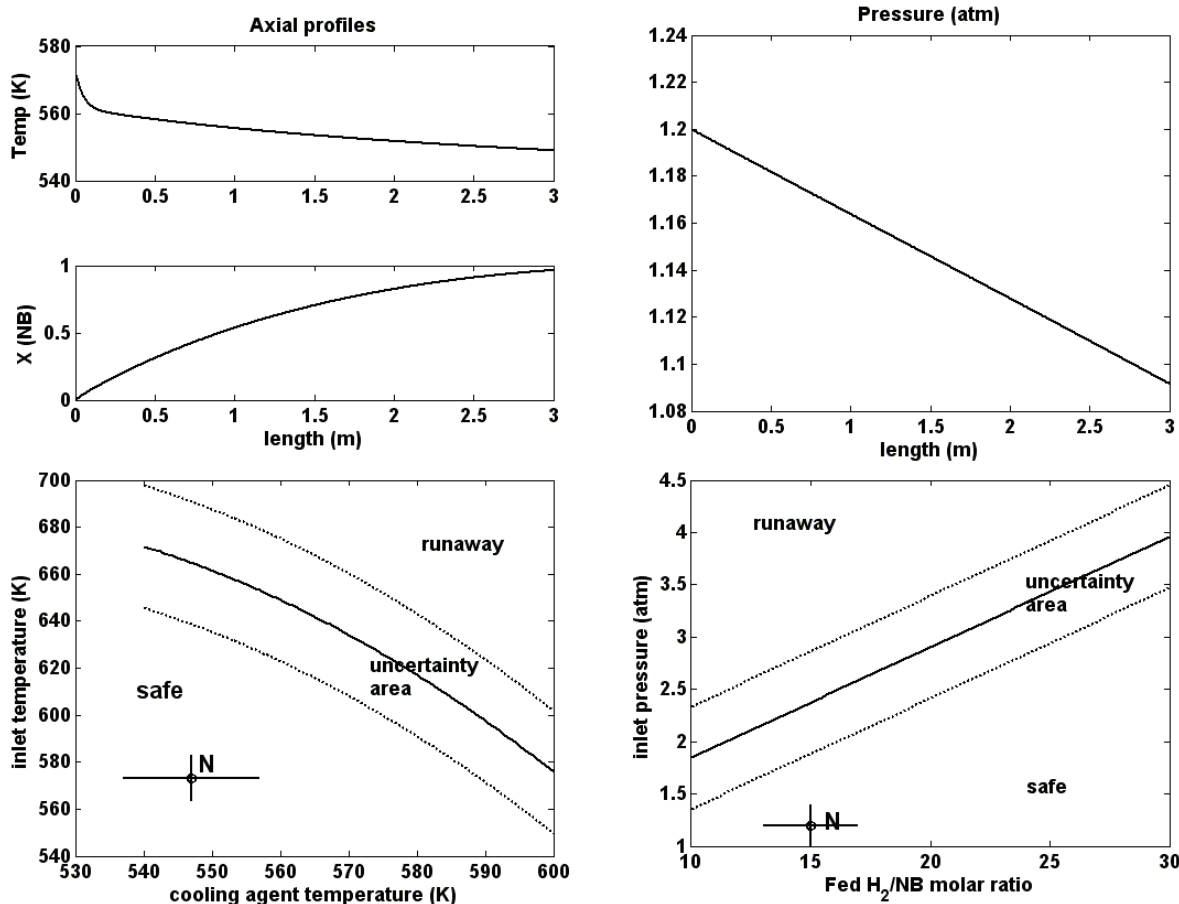 Axial profiles
Temp (K)
580
560
540
0 0.5 1 1.5 2 2.5 3
X (NB)
1
0.5
0
0 0.5 1 1.5 2 2.5 3
length (m)
Pressure (atm)
1.24
1.22
1.2
1.18
1.16
1.14
1.12
1.1
1.08
0 0.5 1 1.5 2 2.5 3
length (m)
inlet temperature (K)
700
680
660
640
620
600
580
560
540
runaway
uncertainty
area
safe
N
530 540 550 560 570 580 590 600
cooling agent temperature (K)
inlet pressure (atm)
4.5
4
3.5
3
2.5
2
1.5
1
runaway
uncertainty
area
safe
N
10 15 20 25 30
Fed H₂/NB molar ratio